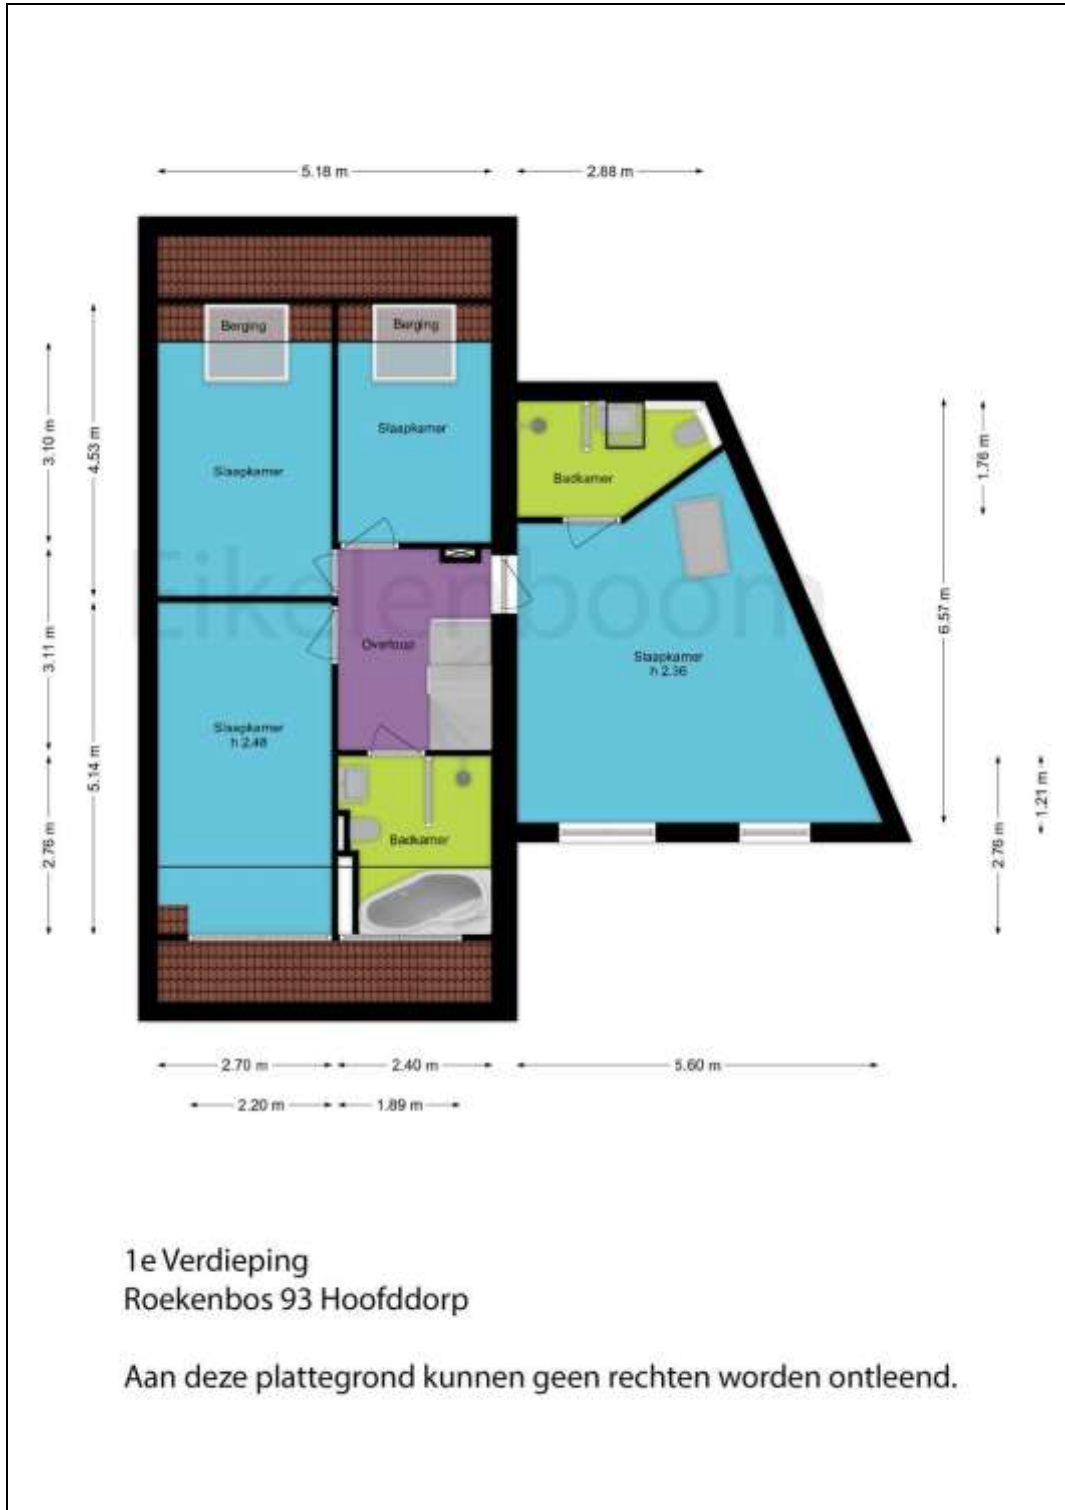 5.18 m
2.88 m
Berging
Berging
3.10 m
4.53 m
Slaapkamer
Slaapkamer
Badkamer
1.76 m
Eikelenboom
3.11 m
Overloop
Slaapkamer
h 2.36
6.57 m
Slaapkamer
h 2.48
5.14 m
2.76 m
Badkamer
2.76 m
1.21 m
2.70 m
2.40 m
5.60 m
2.20 m
1.89 m
1e Verdieping
Roekenbos 93 Hoofddorp
Aan deze plattegrond kunnen geen rechten worden ontleend.